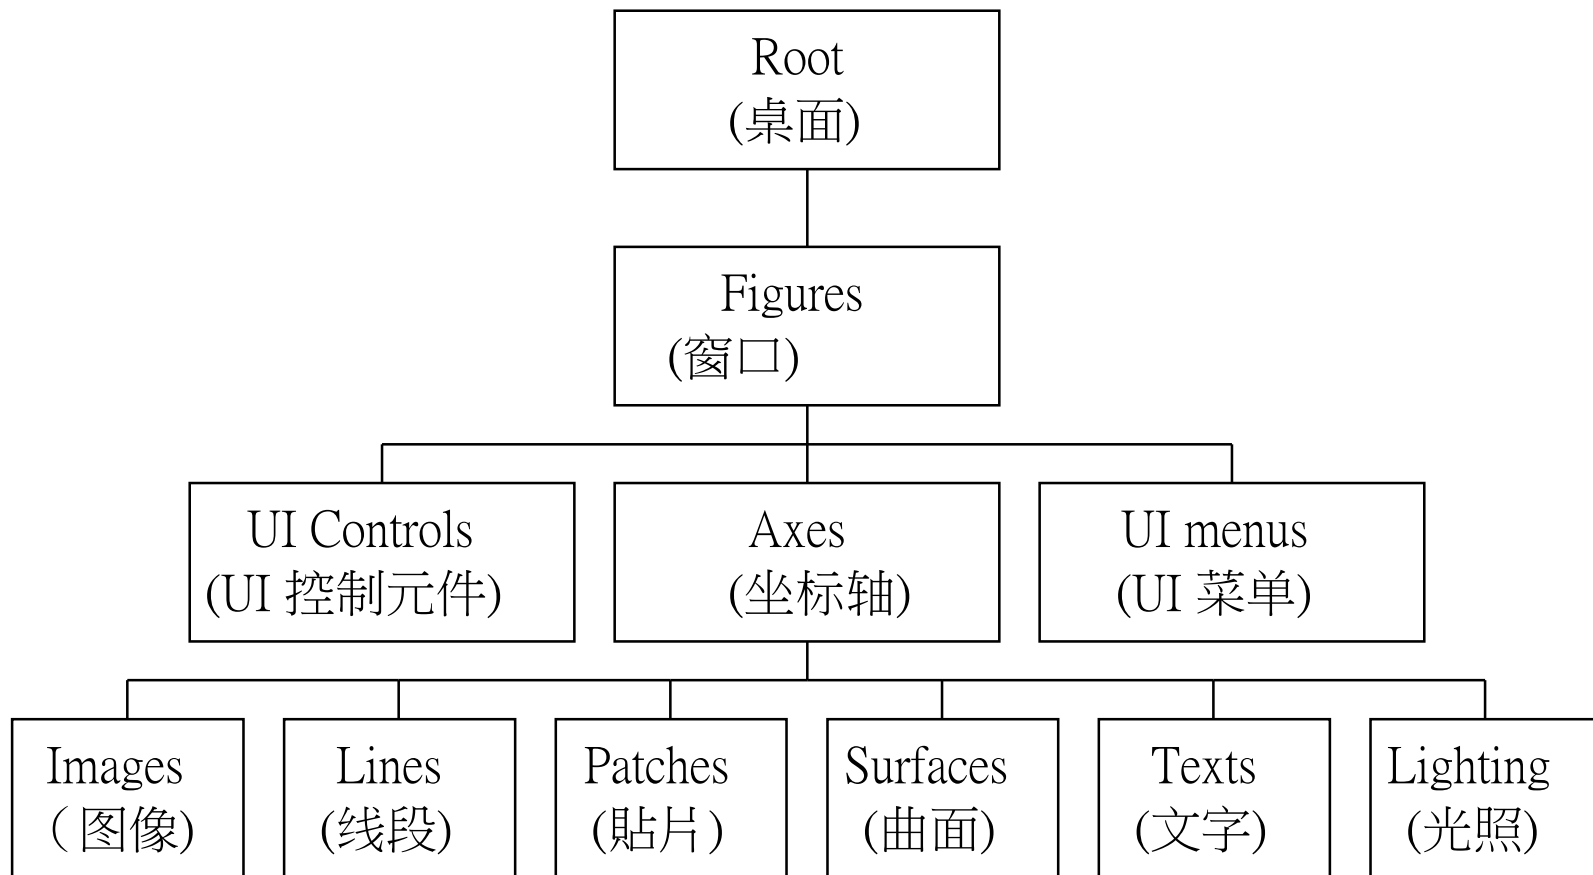 Root
(桌面)
Figures
(窗口)
UI Controls
(UI 控制元件)
Axes
(坐标轴)
UI menus
(UI 菜单)
Images
（图像)
Lines
(线段)
Patches
(貼片)
Surfaces
(曲面)
Texts
(文字)
Lighting
(光照)